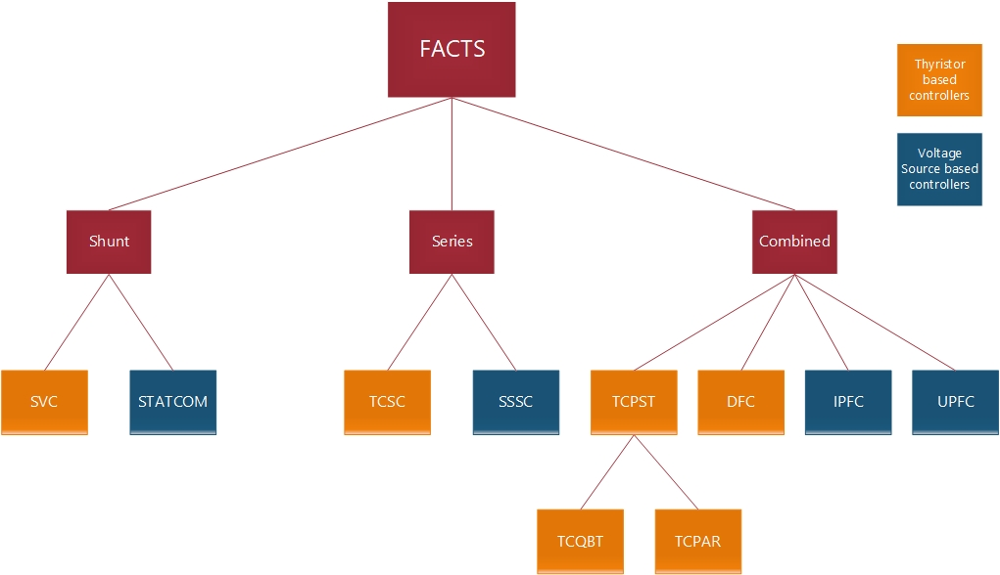 FACTS
Thyristor
based
controllers
Voltage
Source based
controllers
Shunt
Series
Combined
SVC
STATCOM
TCSC
SSSC
TCPST
DFC
IPFC
UPFC
TCQBT
TCPAR